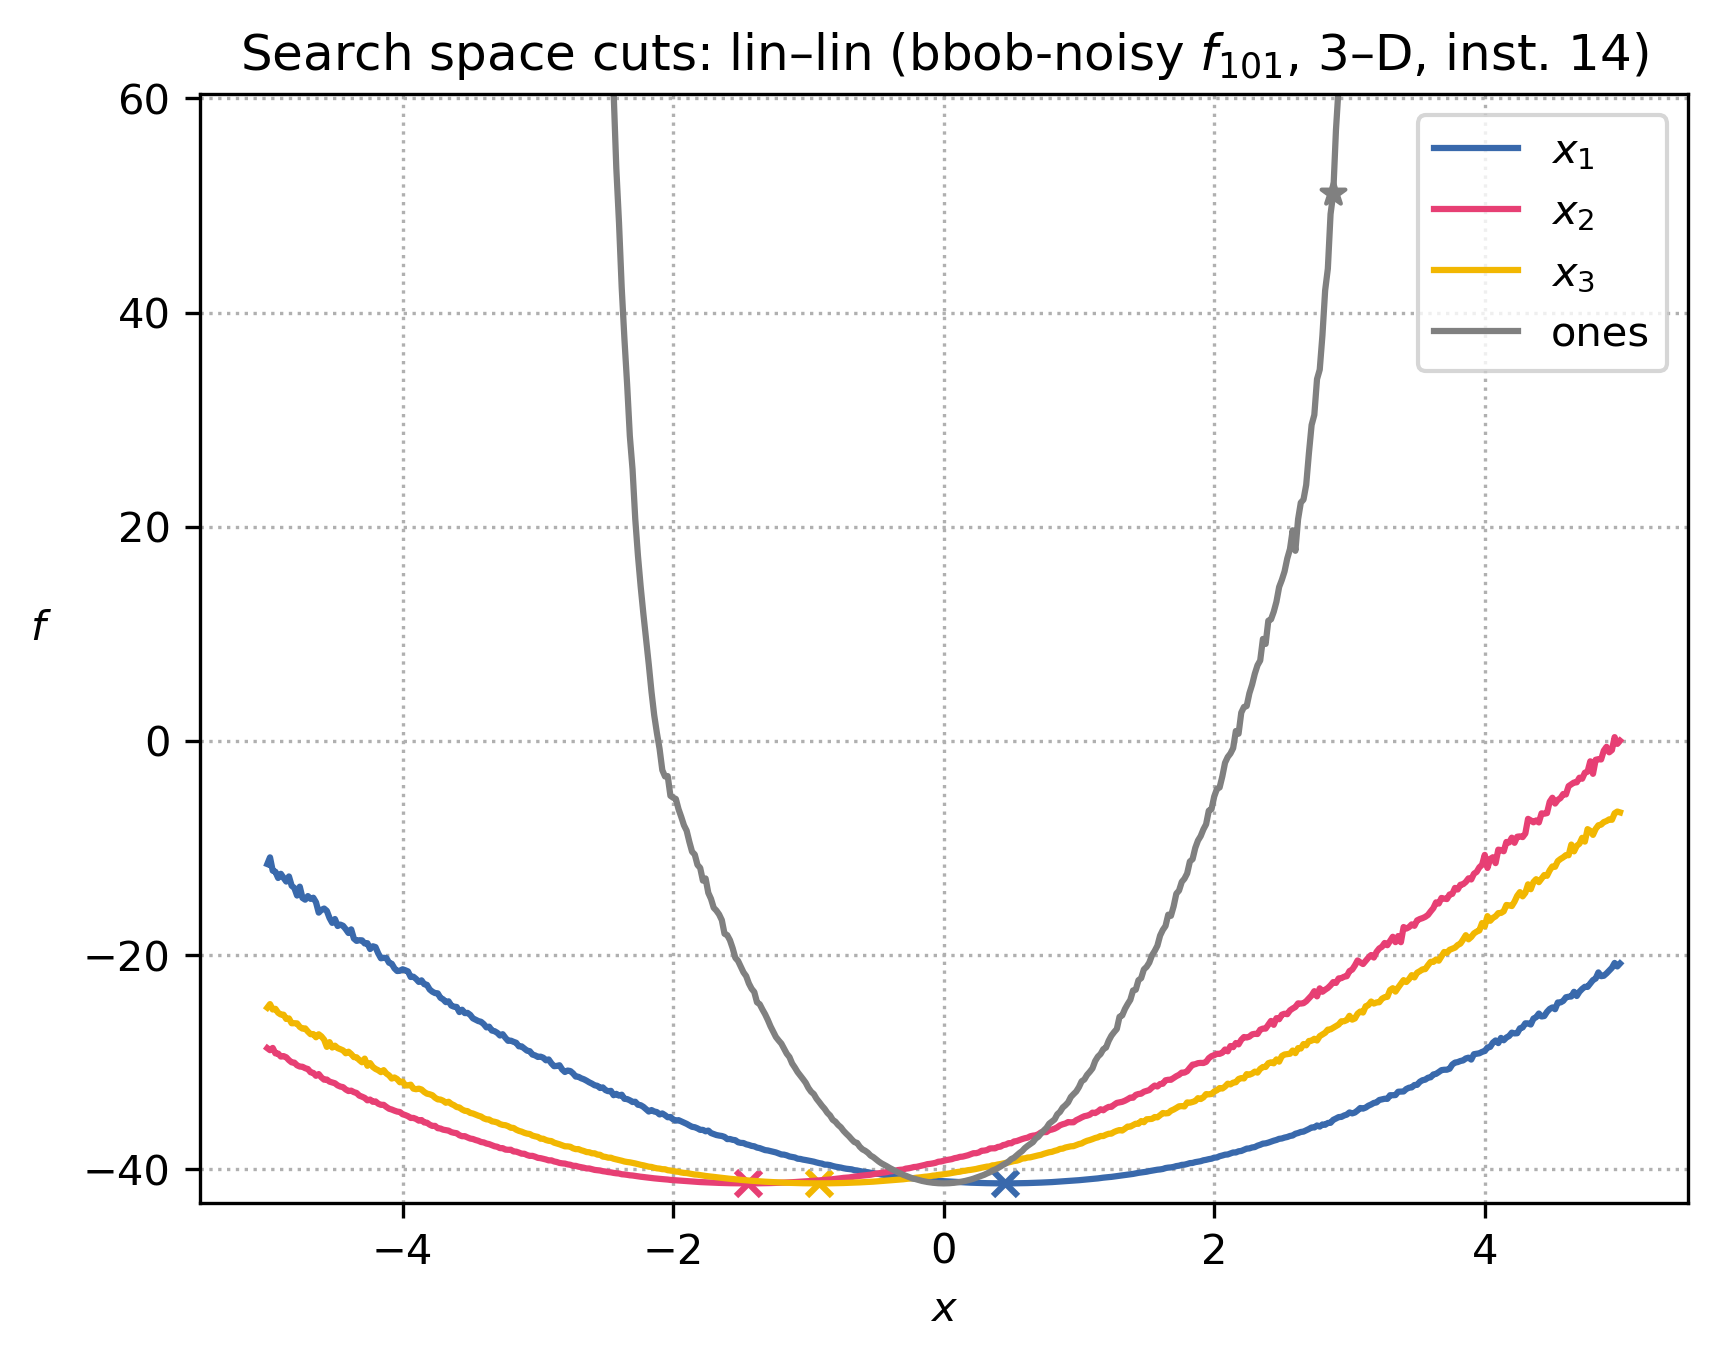 Search space cuts: lin–lin (bbob-noisy f₁₀₁, 3–D, inst. 14)
60
40
20
0
−20
−40
f
−4
−2
0
2
4
x
x₁
x₂
x₃
ones